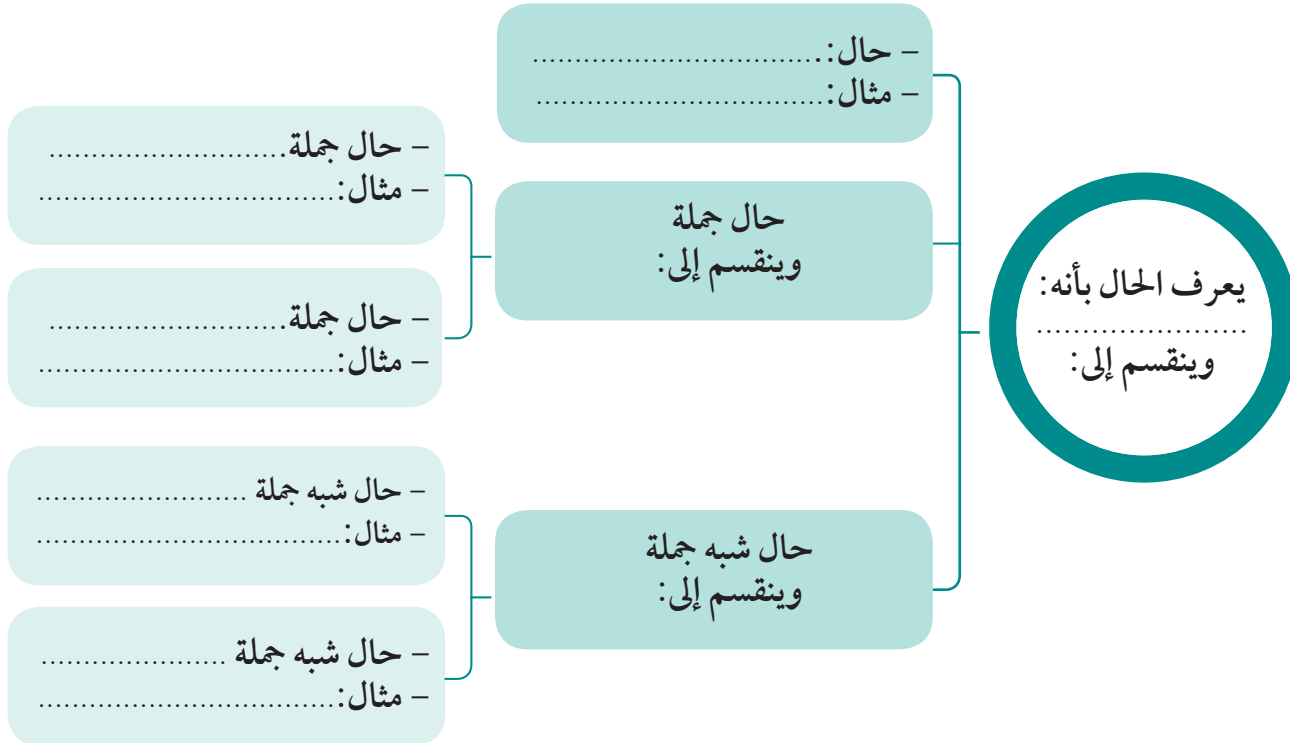 يعرف الحال بأنه:
......................
وينقسم إلى:
– حال:...................................
– مثال:..................................
حال جملة
وينقسم إلى:
– حال جملة............................
– مثال:...................................
– حال جملة............................
– مثال:...................................
حال شبه جملة
وينقسم إلى:
– حال شبه جملة .........................
– مثال:....................................
– حال شبه جملة ......................
– مثال:...................................